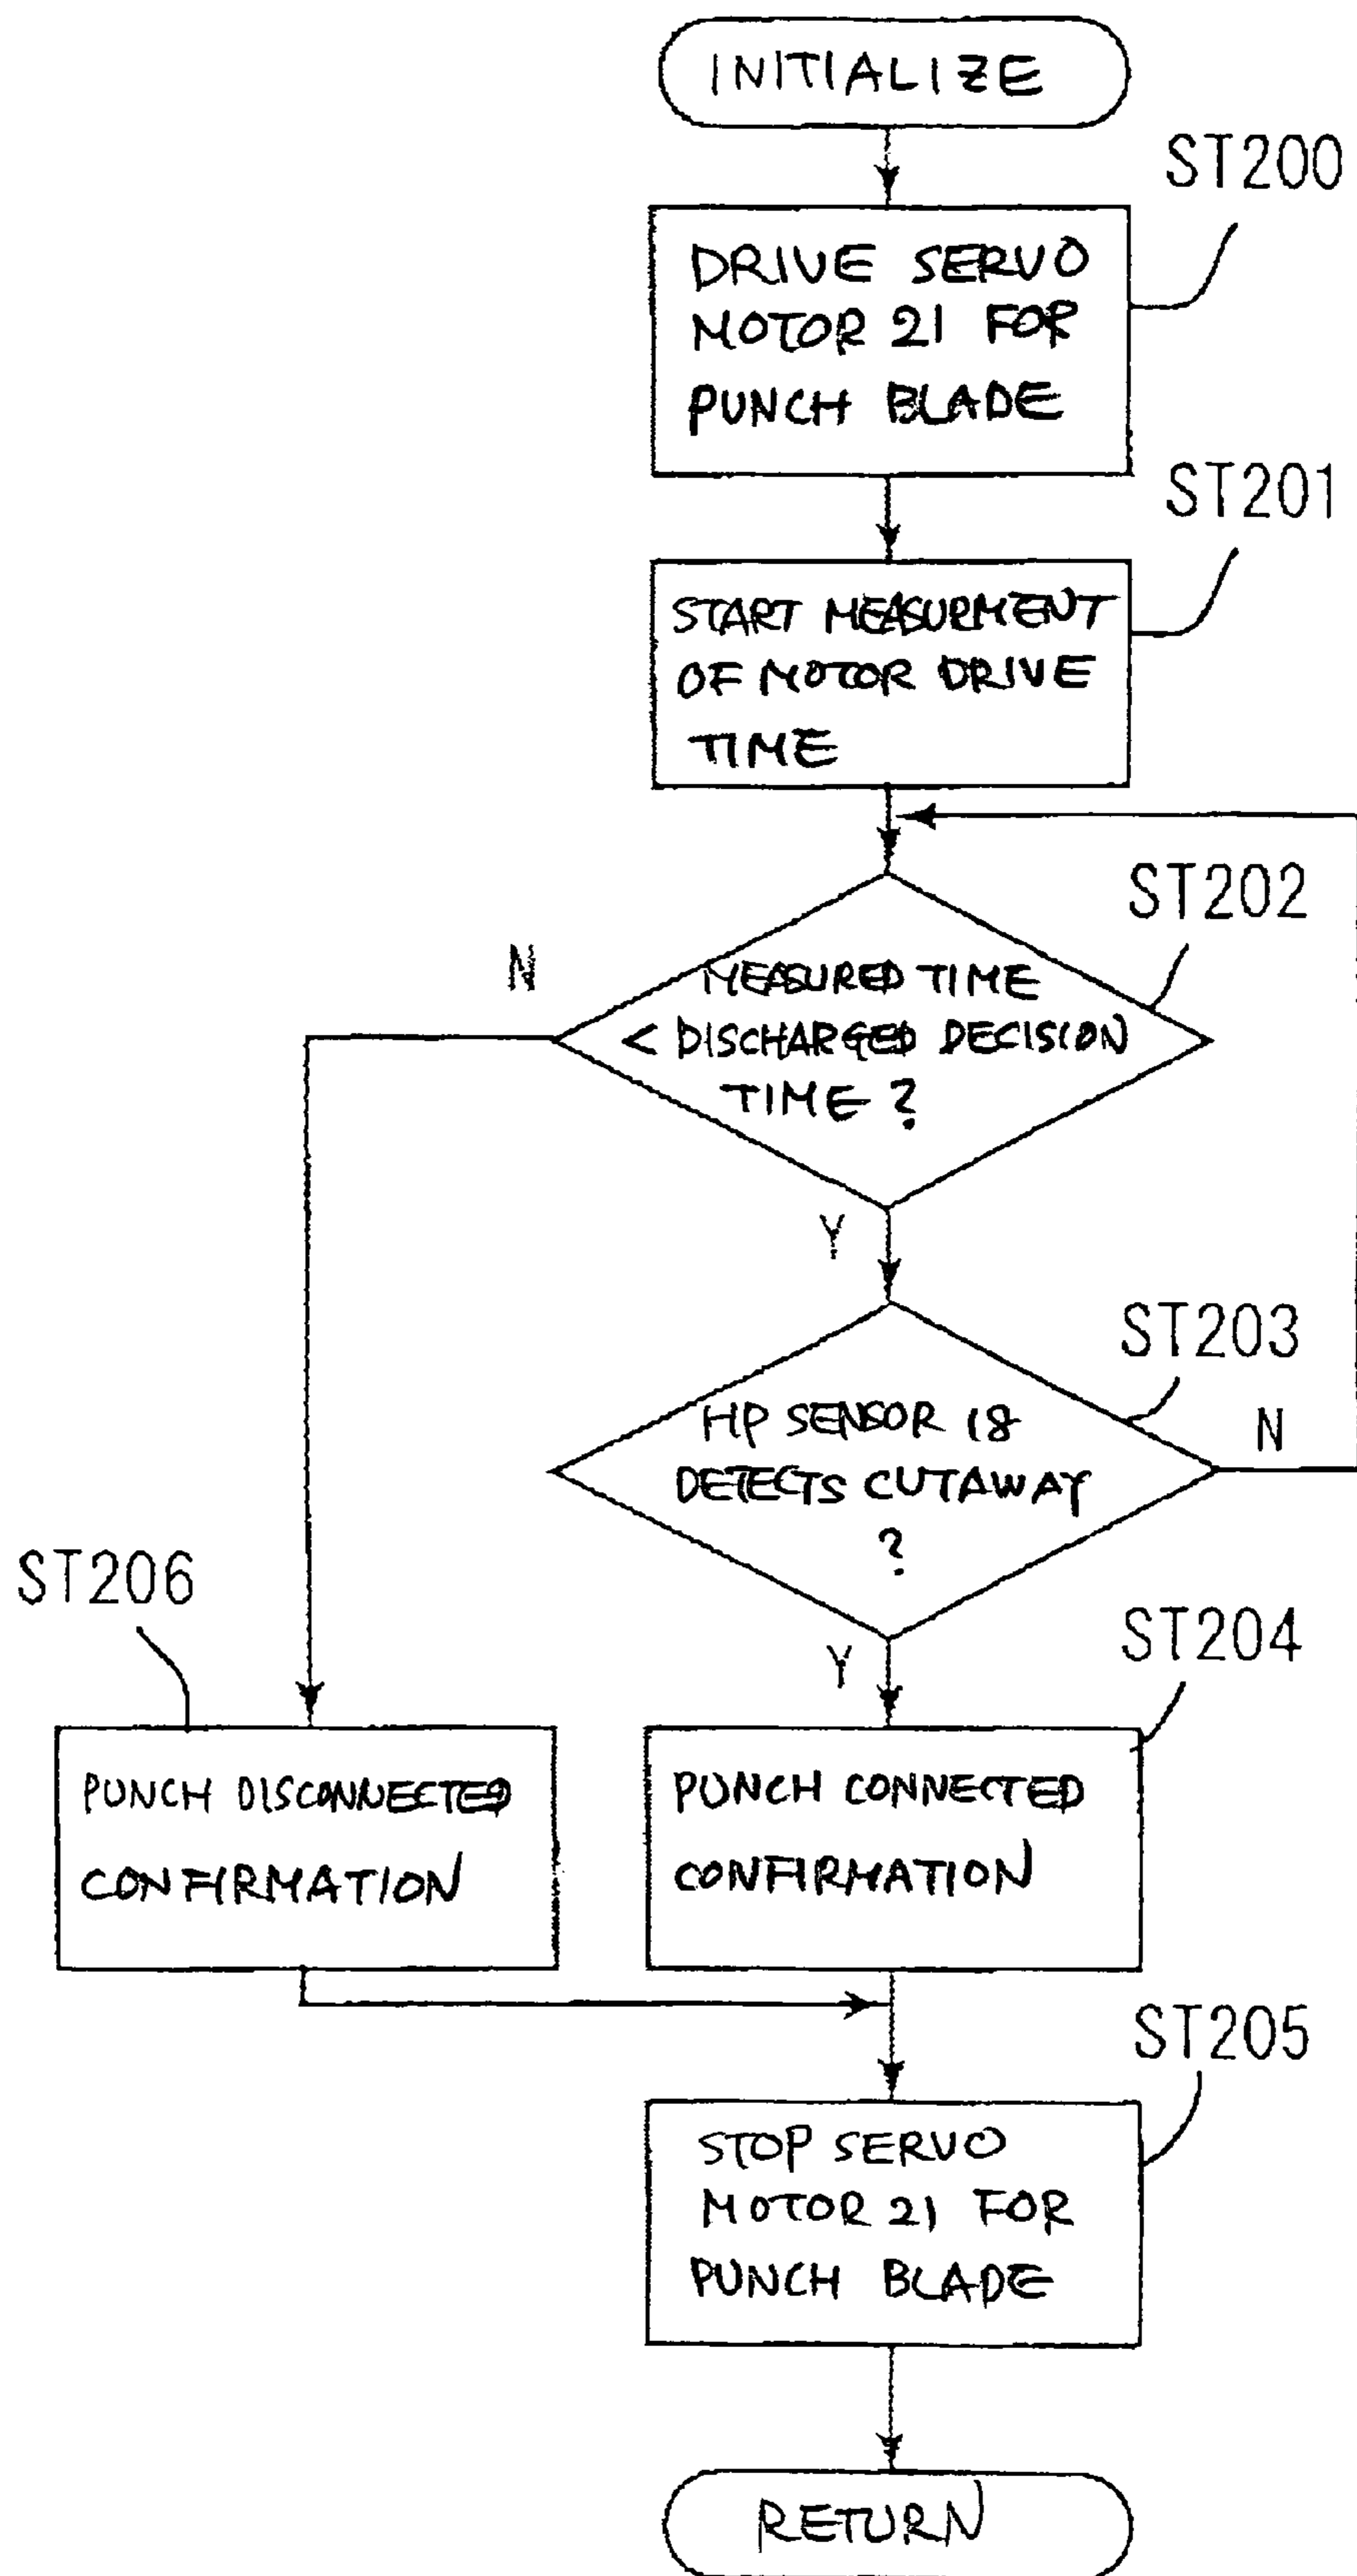 INITIALIZE
ST200
DRIVE SERVO
MOTOR 21 FOR
PUNCH BLADE
ST201
START MEASURMENT
OF MOTOR DRIVE
TIME
ST202
N
MEASURED TIME
< DISCHARGED DECISION
TIME ?
Y
ST203
HP SENSOR 18
DETECTS CUTAWAY
?
N
ST206
Y
ST204
PUNCH DISCONNECTED
CONFIRMATION
PUNCH CONNECTED
CONFIRMATION
ST205
STOP SERVO
MOTOR 21 FOR
PUNCH BLADE
RETURN